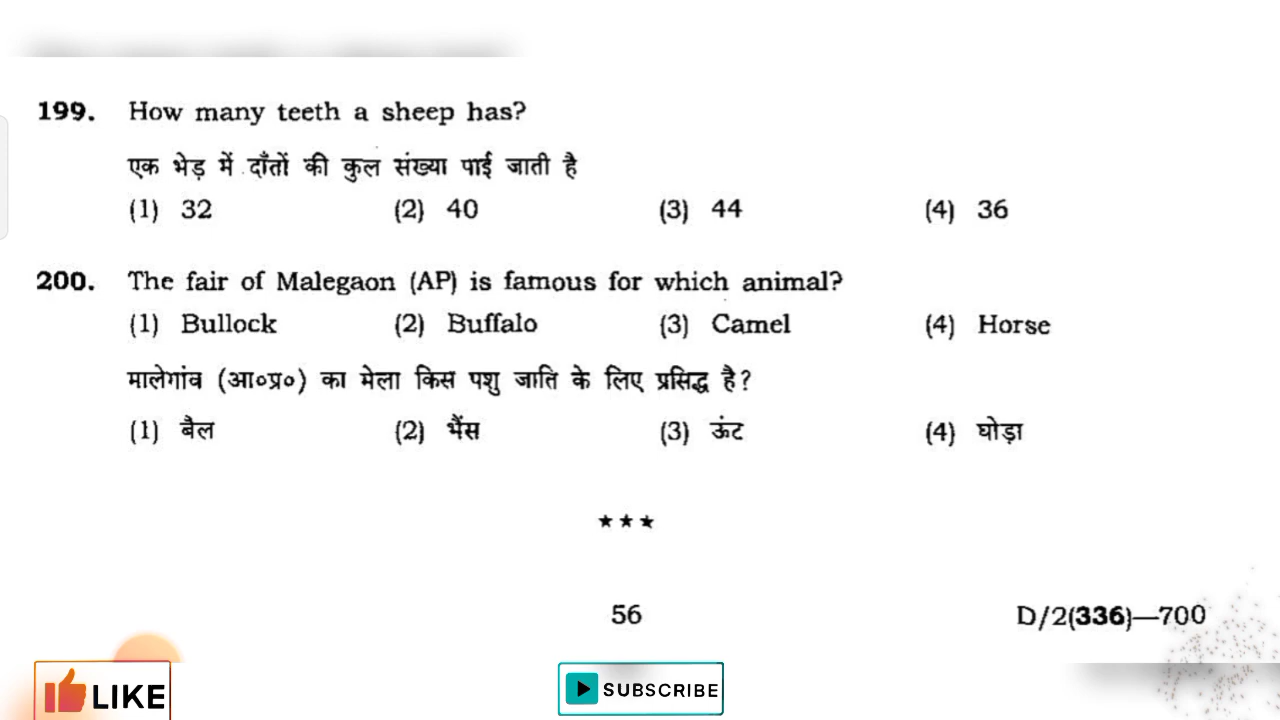 199. How many teeth a sheep has?
एक भेड़ में दाँतों की कुल संख्या पाई जाती है
(1) 32 (2) 40 (3) 44 (4) 36
200. The fair of Malegaon (AP) is famous for which animal?
(1) Bullock (2) Buffalo (3) Camel (4) Horse
मालेगांव (आ०प्र०) का मेला किस पशु जाति के लिए प्रसिद्ध है?
(1) बैल (2) भैंस (3) ऊंट (4) घोड़ा
★★★
56 D/2(336)—700
LIKE SUBSCRIBE